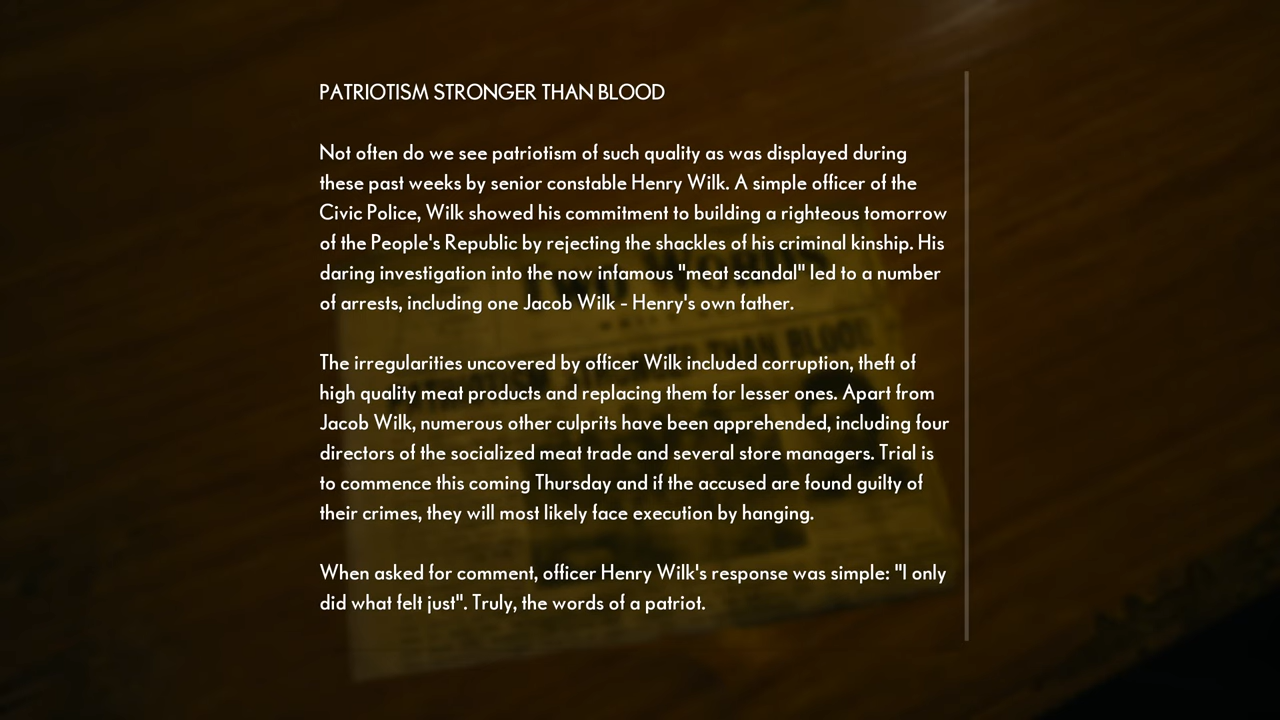 PATRIOTISM STRONGER THAN BLOOD
Not often do we see patriotism of such quality as was displayed during
these past weeks by senior constable Henry Wilk. A simple officer of the
Civic Police, Wilk showed his commitment to building a righteous tomorrow
of the People's Republic by rejecting the shackles of his criminal kinship. His
daring investigation into the now infamous "meat scandal" led to a number
of arrests, including one Jacob Wilk - Henry's own father.
The irregularities uncovered by officer Wilk included corruption, theft of
high quality meat products and replacing them for lesser ones. Apart from
Jacob Wilk, numerous other culprits have been apprehended, including four
directors of the socialized meat trade and several store managers. Trial is
to commence this coming Thursday and if the accused are found guilty of
their crimes, they will most likely face execution by hanging.
When asked for comment, officer Henry Wilk's response was simple: "I only
did what felt just". Truly, the words of a patriot.